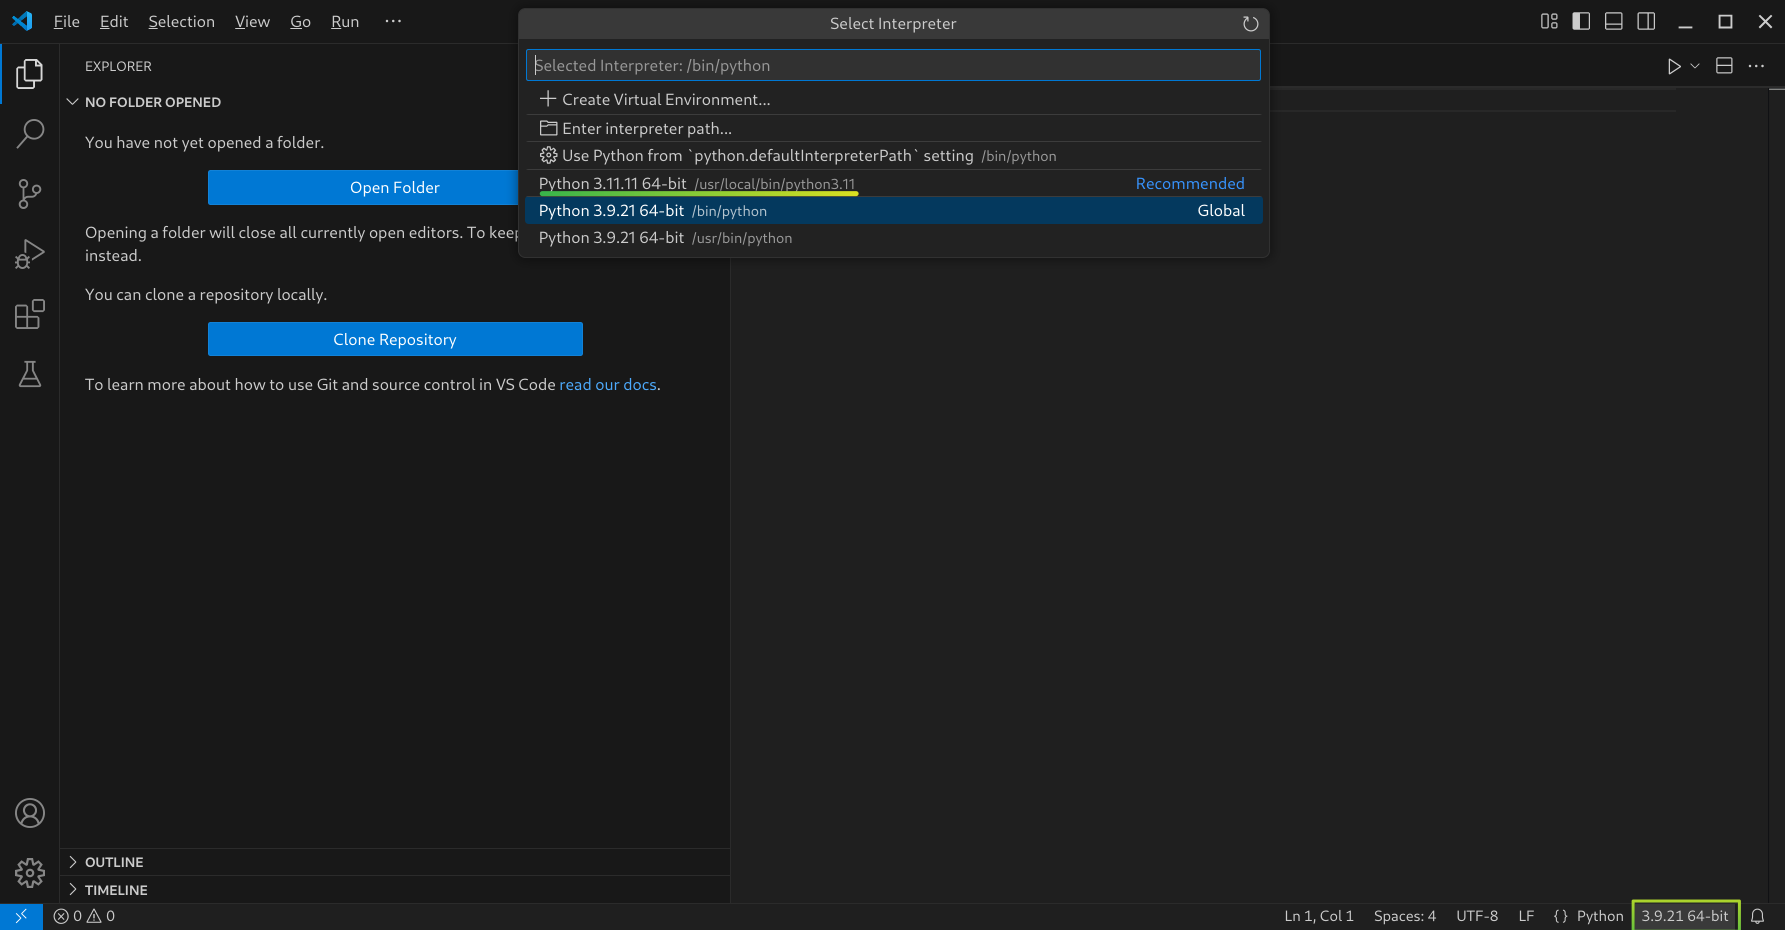 File Edit Selection View Go Run ···
Select Interpreter
Selected Interpreter: /bin/python
Create Virtual Environment...
Enter interpreter path...
Use Python from `python.defaultInterpreterPath` setting /bin/python
Python 3.11.11 64-bit /usr/local/bin/python3.11 Recommended
Python 3.9.21 64-bit /bin/python Global
Python 3.9.21 64-bit /usr/bin/python
EXPLORER
NO FOLDER OPENED
You have not yet opened a folder.
Open Folder
Opening a folder will close all currently open editors. To keep
instead.
You can clone a repository locally.
Clone Repository
To learn more about how to use Git and source control in VS Code read our docs.
OUTLINE
TIMELINE
0 0 Ln 1, Col 1 Spaces: 4 UTF-8 LF {} Python 3.9.21 64-bit